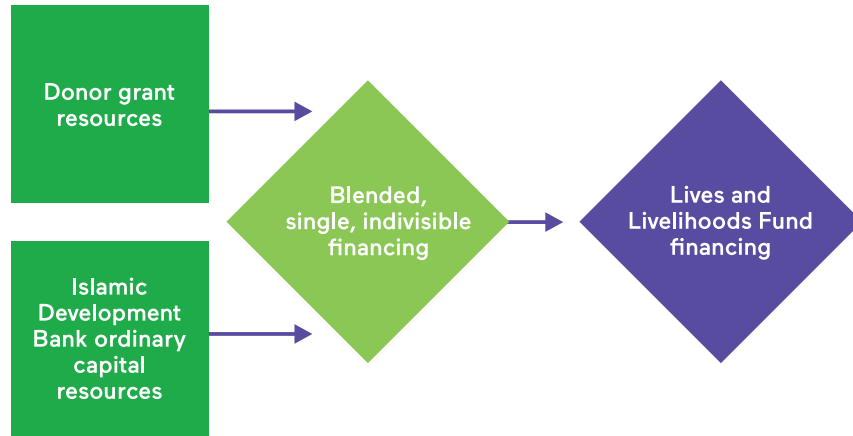 Donor grant
resources
Islamic
Development
Bank ordinary
capital
resources
Blended,
single, indivisible
financing
Lives and
Livelihoods Fund
financing